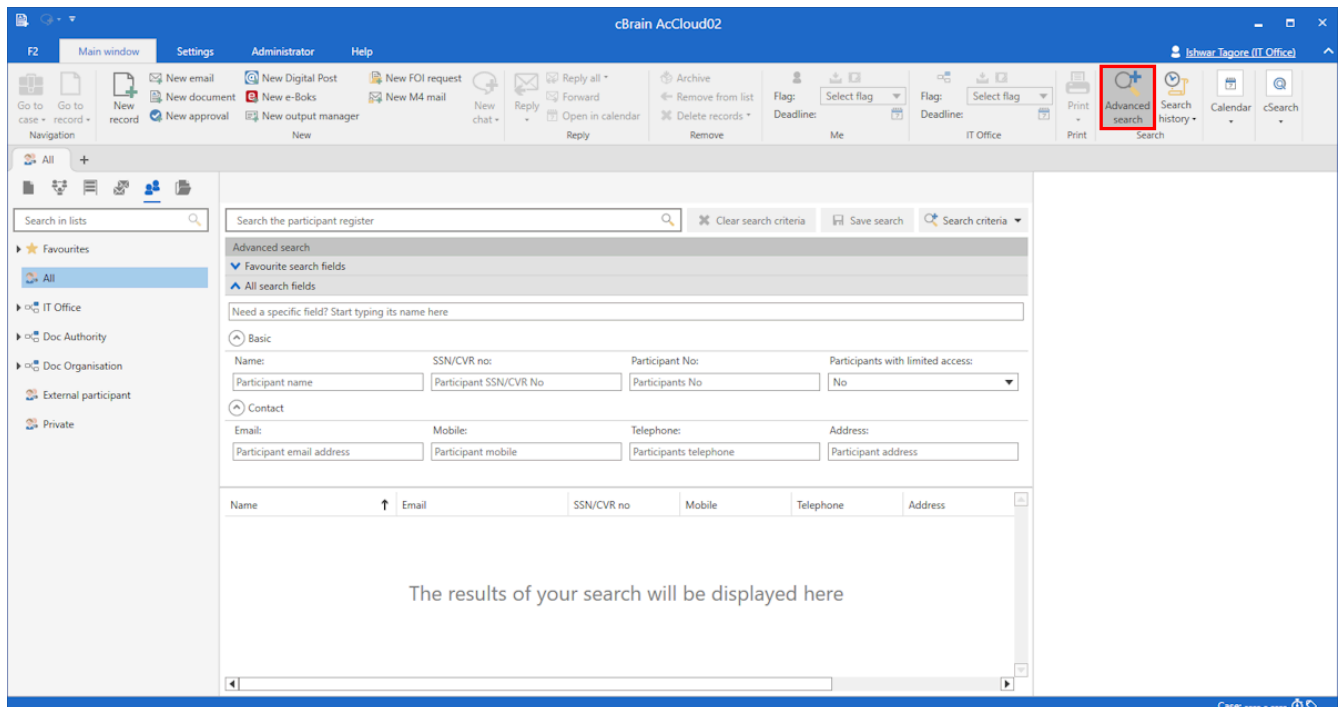 cBrain AcCloud02
F2 Main window Settings Administrator Help Ishwar Tagore (IT Office)
New email New Digital Post New FOI request Reply all Archive
Go to case Go to record New record New document New e-Boks New M4 mail New chat Reply Forward Remove from list Flag: Select flag Flag: Select flag Print Advanced search Search history Calendar cSearch
New approval New output manager Open in calendar Delete records Deadline: Deadline:
Navigation New Reply Remove Me IT Office Print Search
All +
Search in lists Search the participant register Clear search criteria Save search Search criteria
Favourites Advanced search
Favourite search fields
All All search fields
IT Office Need a specific field? Start typing its name here
Doc Authority Basic
Doc Organisation Name: SSN/CVR no: Participant No: Participants with limited access:
Participant name Participant SSN/CVR No Participants No No
External participant
Contact
Private Email: Mobile: Telephone: Address:
Participant email address Participant mobile Participants telephone Participant address
Name Email SSN/CVR no Mobile Telephone Address
The results of your search will be displayed here
Case: